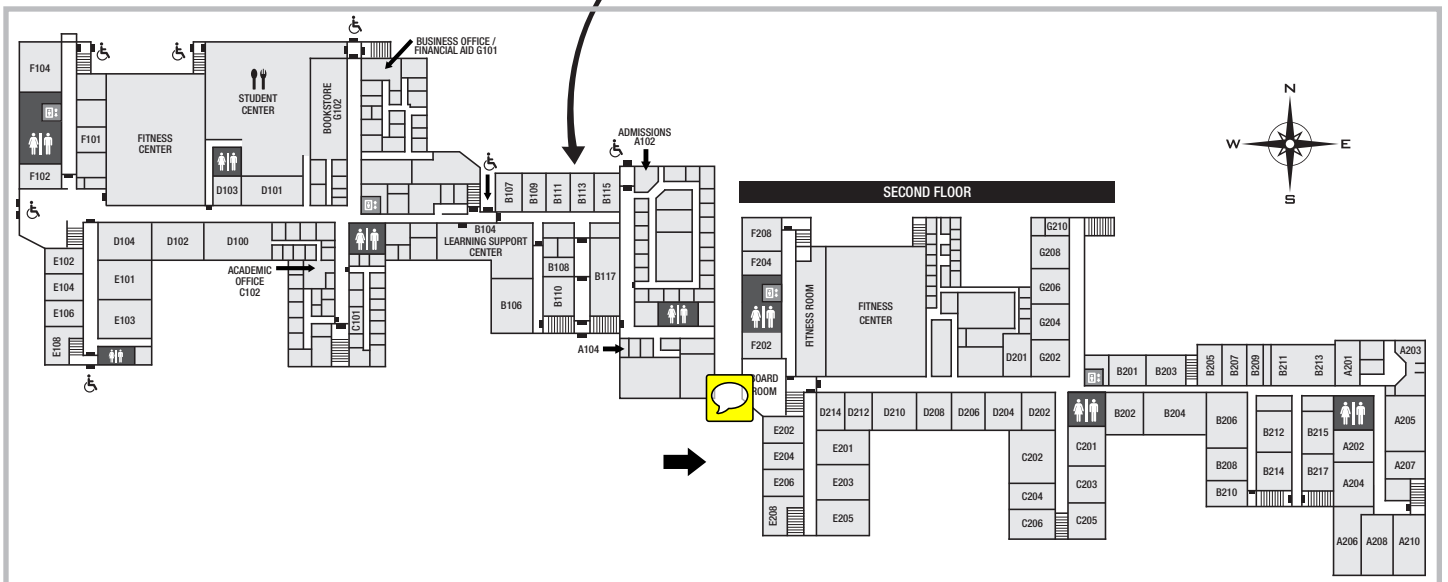 BUSINESS OFFICE /
FINANCIAL AID G101
F104
STUDENT
CENTER
BOOKSTORE
G102
F101
FITNESS
CENTER
F102
D103
D101
ADMISSIONS
A102
B107
B109
B111
B113
B115
D104
D102
D100
B104
LEARNING SUPPORT
CENTER
E102
E104
E106
E108
E101
E103
ACADEMIC
OFFICE
C102
C101
B106
B108
B110
B117
A104
N
W
E
S
SECOND FLOOR
F208
F204
F202
FITNESS ROOM
FITNESS
CENTER
G210
G208
G206
G204
G202
D201
OARD
ROOM
B201
B203
B205
B207
B209
B211
B213
A201
A203
D214
D212
D210
D208
D206
D204
D202
E202
E204
E206
E208
E201
E203
E205
C202
C204
C206
C201
C203
C205
B202
B204
B206
B208
B210
B212
B214
B215
B217
A202
A204
A205
A207
A206
A208
A210